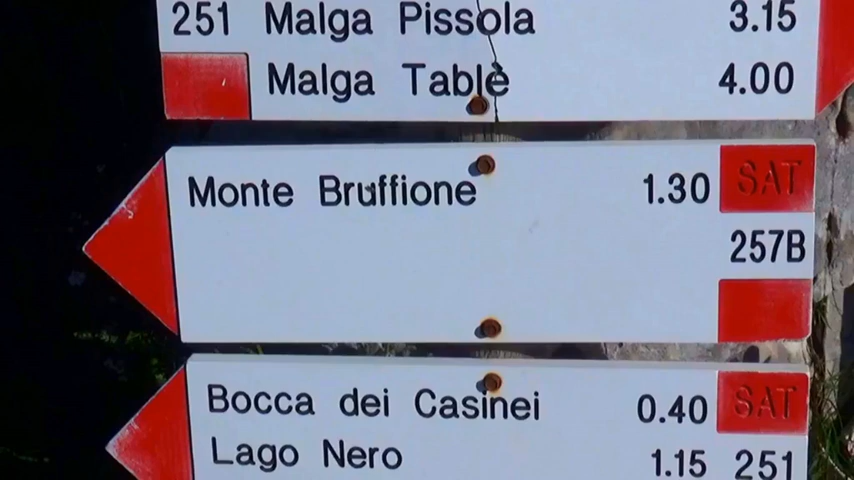 251 Malga Pissola 3.15
Malga Tablè 4.00
Monte Bruffione 1.30 SAT
257B
Bocca dei Casinei 0.40 SAT
Lago Nero 1.15 251